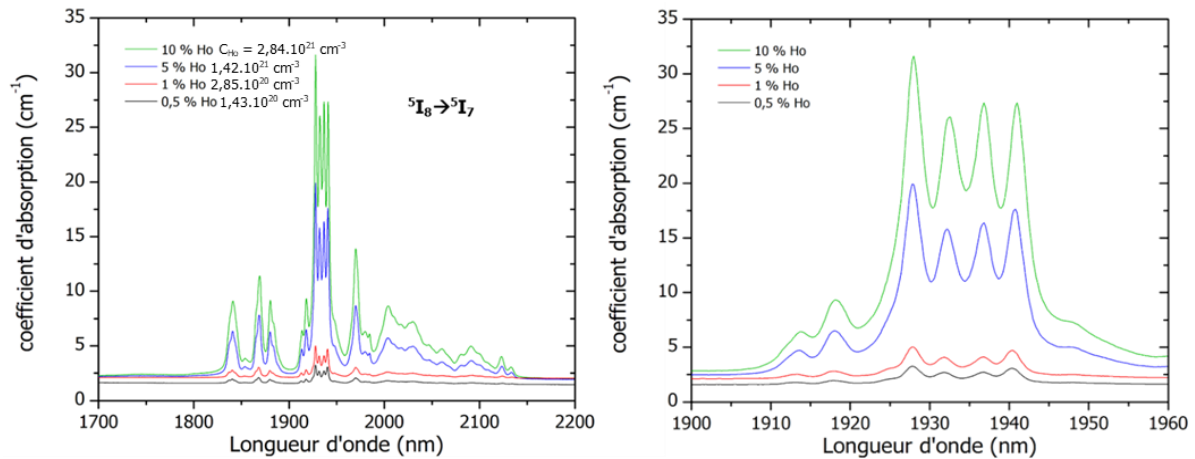 35
30
25
20
15
10
5
0
coefficient d'absorption (cm⁻¹)
10 % Ho C_Ho = 2,84.10²¹ cm⁻³
5 % Ho 1,42.10²¹ cm⁻³
1 % Ho 2,85.10²⁰ cm⁻³
0,5 % Ho 1,43.10²⁰ cm⁻³
⁵I₈→⁵I₇
1700 1800 1900 2000 2100 2200
Longueur d'onde (nm)
35
30
25
20
15
10
5
0
coefficient d'absorption (cm⁻¹)
10 % Ho
5 % Ho
1 % Ho
0,5 % Ho
1900 1910 1920 1930 1940 1950 1960
Longueur d'onde (nm)